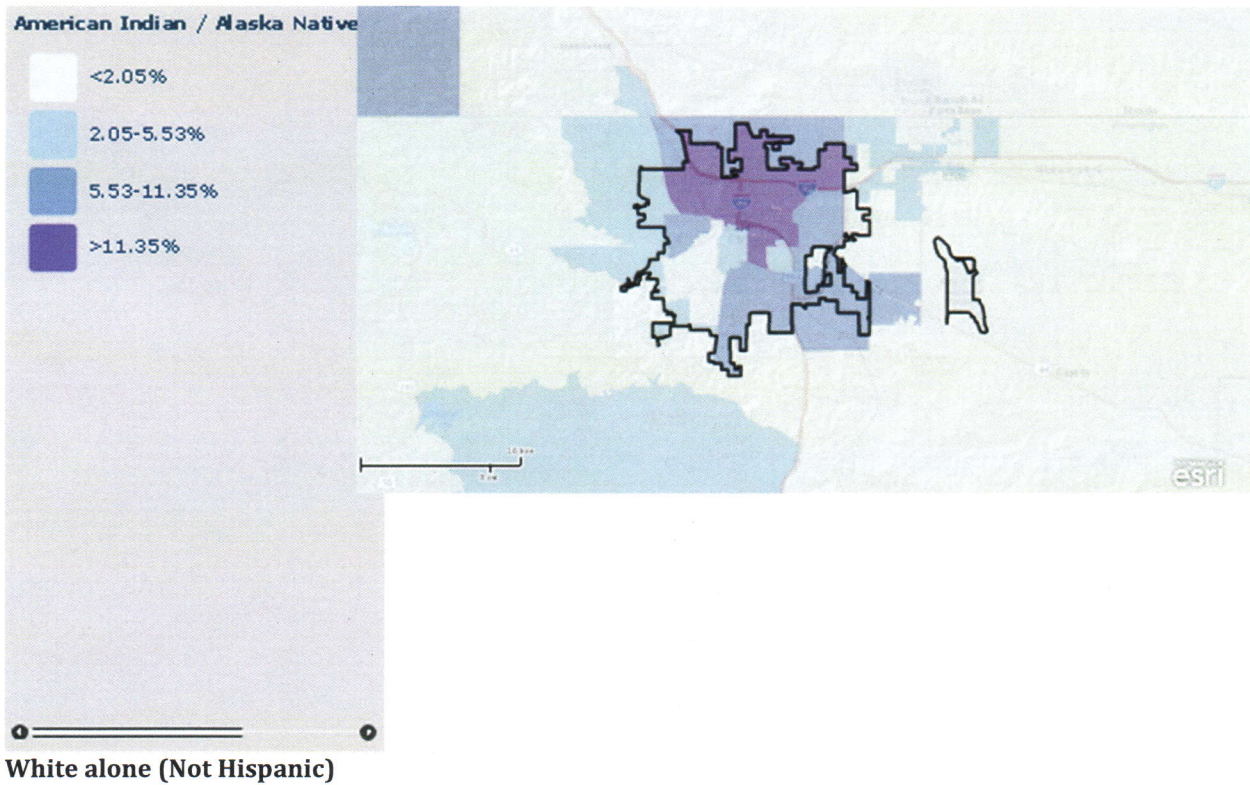 American Indian / Alaska Native
<2.05%
2.05-5.53%
5.53-11.35%
>11.35%
esri
White alone (Not Hispanic)